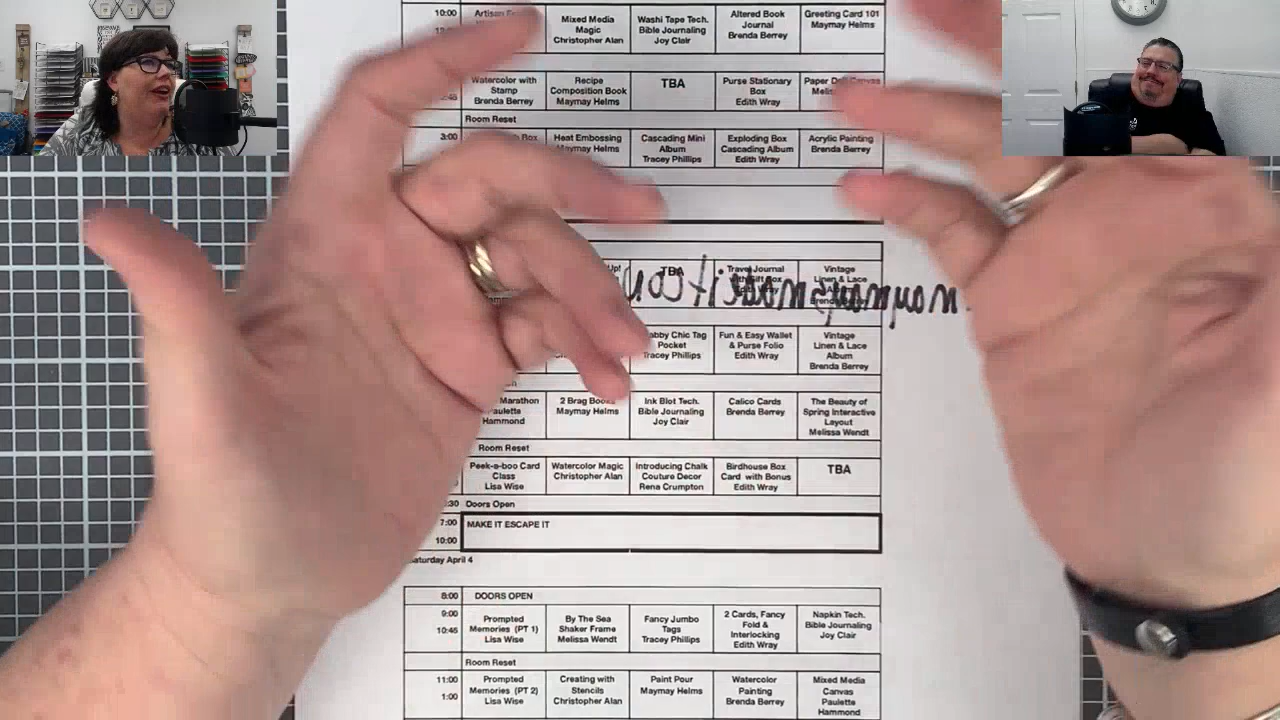 10:00
Mixed Media
Magic
Christopher Alan
Washi Tape Tech.
Bible Journaling
Joy Clair
Altered Book
Journal
Brenda Berrey
Greeting Card 101
Maymay Helms
Watercolor with
Stamp
Brenda Berrey
Recipe
Composition Book
Maymay Helms
TBA
Purse Stationary
Box
Edith Wray
Paper
Room Reset
3:00
Box
Heat Embossing
Maymay Helms
Cascading Mini
Album
Tracey Phillips
Exploding Box
Cascading Album
Edith Wray
Acrylic Painting
Brenda Berrey
TBA
Travel Journal
Edith Wray
Vintage
Linen & Lace
Chic Tag
Pocket
Tracey Phillips
Fun & Easy Wallet
& Purse Folio
Edith Wray
Vintage
Linen & Lace
Album
Brenda Berrey
Marathon
Paulette
Hammond
2 Brag Books
Maymay Helms
Ink Blot Tech.
Bible Journaling
Joy Clair
Calico Cards
Brenda Berrey
The Beauty of
Spring Interactive
Layout
Melissa Wendt
Room Reset
Peek-a-boo Card
Class
Lisa Wise
Watercolor Magic
Christopher Alan
Introducing Chalk
Couture Decor
Rena Crumpton
Birdhouse Box
Card with Bonus
Edith Wray
TBA
:30 Doors Open
7:00
10:00
MAKE IT ESCAPE IT
April 4
8:00 DOORS OPEN
9:00
10:45
Prompted
Memories (PT 1)
Lisa Wise
By The Sea
Shaker Frame
Melissa Wendt
Fancy Jumbo
Tags
Tracey Phillips
2 Cards, Fancy
Fold &
Interlocking
Edith Wray
Napkin Tech.
Bible Journaling
Joy Clair
Room Reset
11:00
1:00
Prompted
Memories (PT 2)
Lisa Wise
Creating with
Stencils
Christopher Alan
Paint Pour
Maymay Helms
Watercolor
Painting
Brenda Berrey
Mixed Media
Canvas
Paulette
Hammond